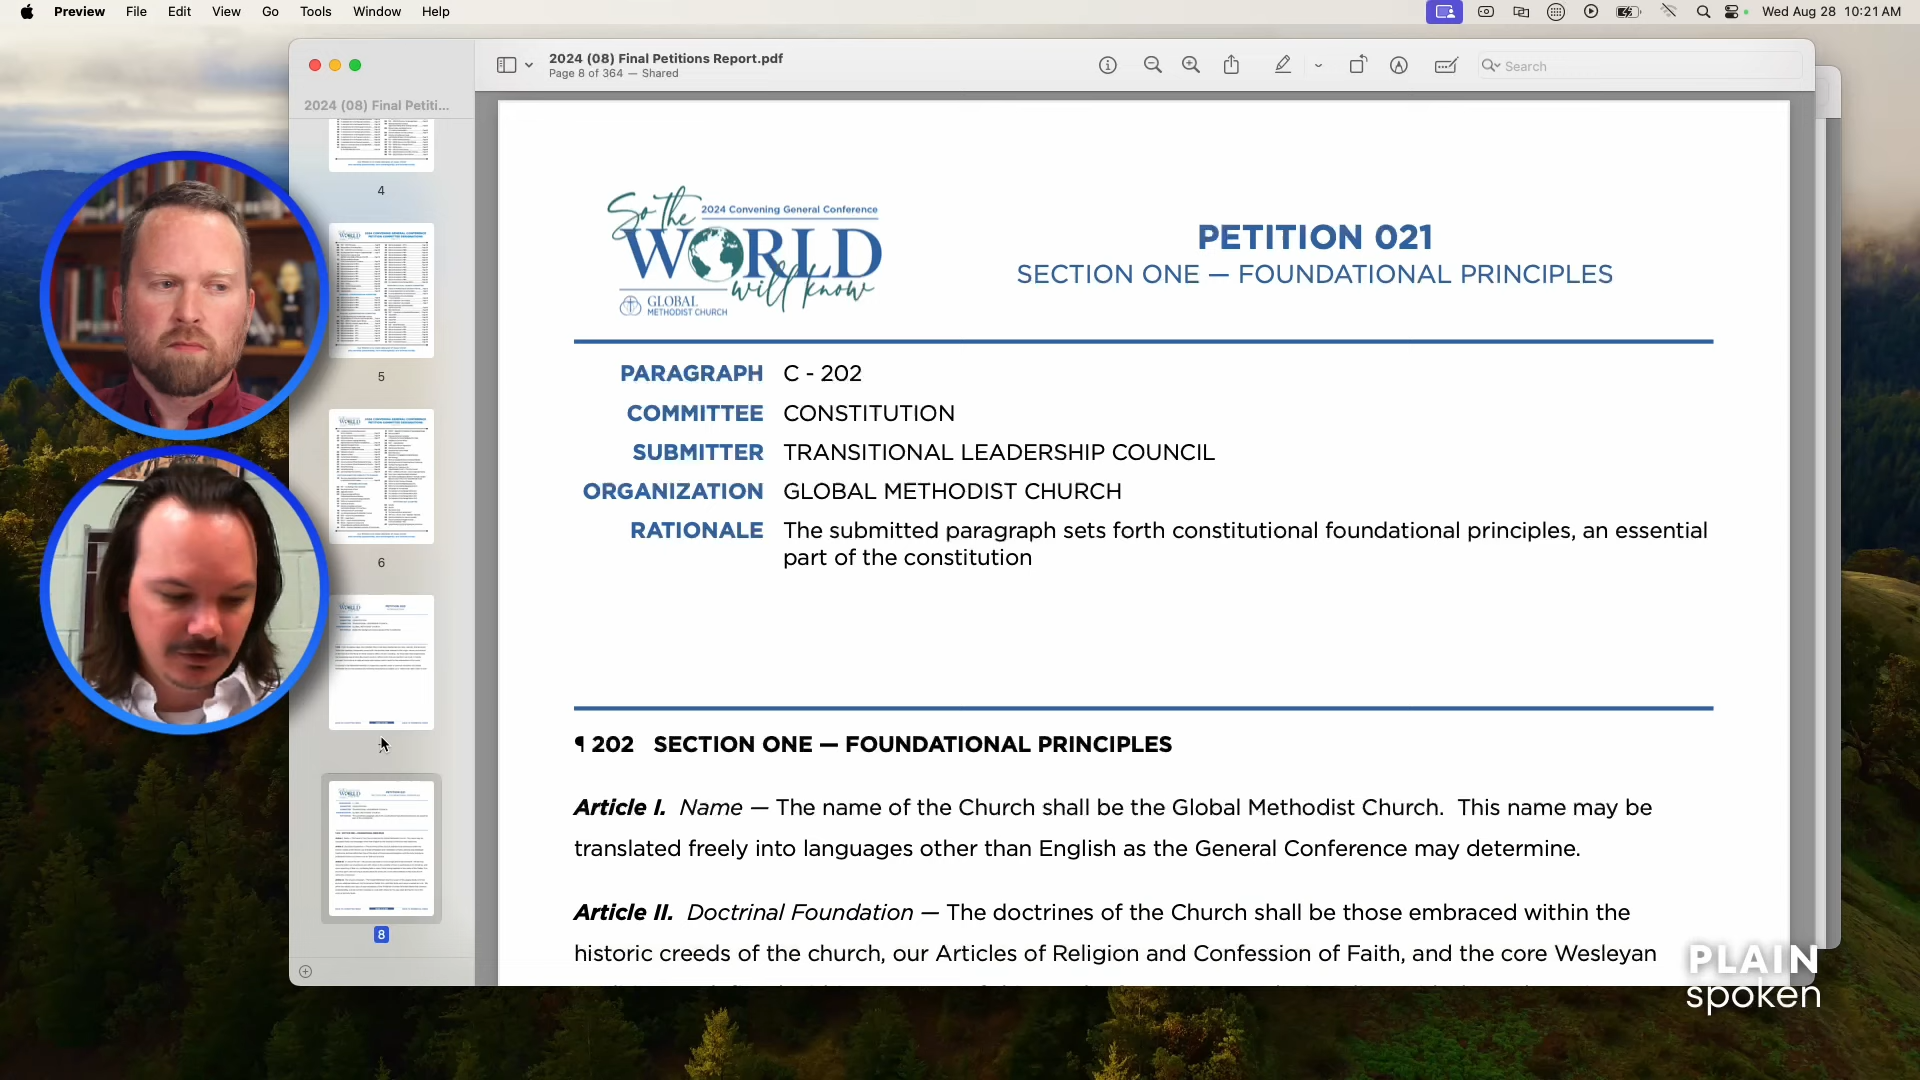 Preview File Edit View Go Tools Window Help
Wed Aug 28 10:21 AM
2024 (08) Final Petitions Report.pdf
Page 8 of 364 — Shared
Search
2024 (08) Final Petiti...
4
5
6
8
So the
2024 Convening General Conference
WORLD
will know
GLOBAL
METHODIST CHURCH
PETITION 021
SECTION ONE — FOUNDATIONAL PRINCIPLES
PARAGRAPH C - 202
COMMITTEE CONSTITUTION
SUBMITTER TRANSITIONAL LEADERSHIP COUNCIL
ORGANIZATION GLOBAL METHODIST CHURCH
RATIONALE The submitted paragraph sets forth constitutional foundational principles, an essential
part of the constitution
¶ 202 SECTION ONE — FOUNDATIONAL PRINCIPLES
Article I. Name — The name of the Church shall be the Global Methodist Church. This name may be
translated freely into languages other than English as the General Conference may determine.
Article II. Doctrinal Foundation — The doctrines of the Church shall be those embraced within the
historic creeds of the church, our Articles of Religion and Confession of Faith, and the core Wesleyan
PLAIN
spoken